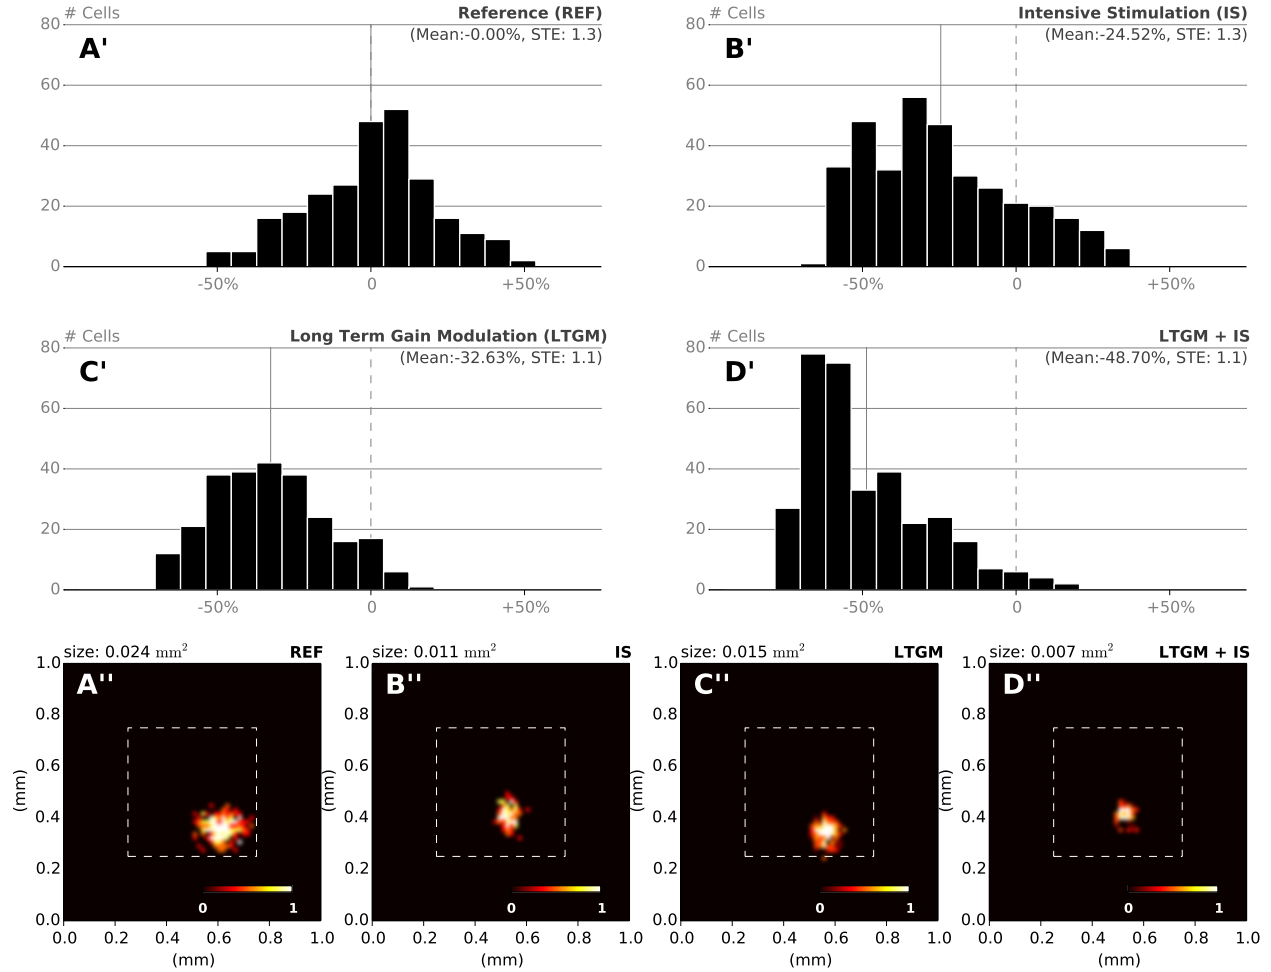 # Cells
Reference (REF)
(Mean:-0.00%, STE: 1.3)
A'
80
60
40
20
0
-50%
0
+50%
# Cells
Intensive Stimulation (IS)
(Mean:-24.52%, STE: 1.3)
B'
80
60
40
20
0
-50%
0
+50%
# Cells
Long Term Gain Modulation (LTGM)
(Mean:-32.63%, STE: 1.1)
C'
80
60
40
20
0
-50%
0
+50%
# Cells
LTGM + IS
(Mean:-48.70%, STE: 1.1)
D'
80
60
40
20
0
-50%
0
+50%
size: 0.024 mm²
REF
A''
1.0
0.8
0.6
0.4
0.2
0.0
(mm)
0 1
0.0 0.2 0.4 0.6 0.8 1.0
(mm)
size: 0.011 mm²
IS
B''
1.0
0.8
0.6
0.4
0.2
0.0
(mm)
0 1
0.0 0.2 0.4 0.6 0.8 1.0
(mm)
size: 0.015 mm²
LTGM
C''
1.0
0.8
0.6
0.4
0.2
0.0
(mm)
0 1
0.0 0.2 0.4 0.6 0.8 1.0
(mm)
size: 0.007 mm²
LTGM + IS
D''
1.0
0.8
0.6
0.4
0.2
0.0
(mm)
0 1
0.0 0.2 0.4 0.6 0.8 1.0
(mm)